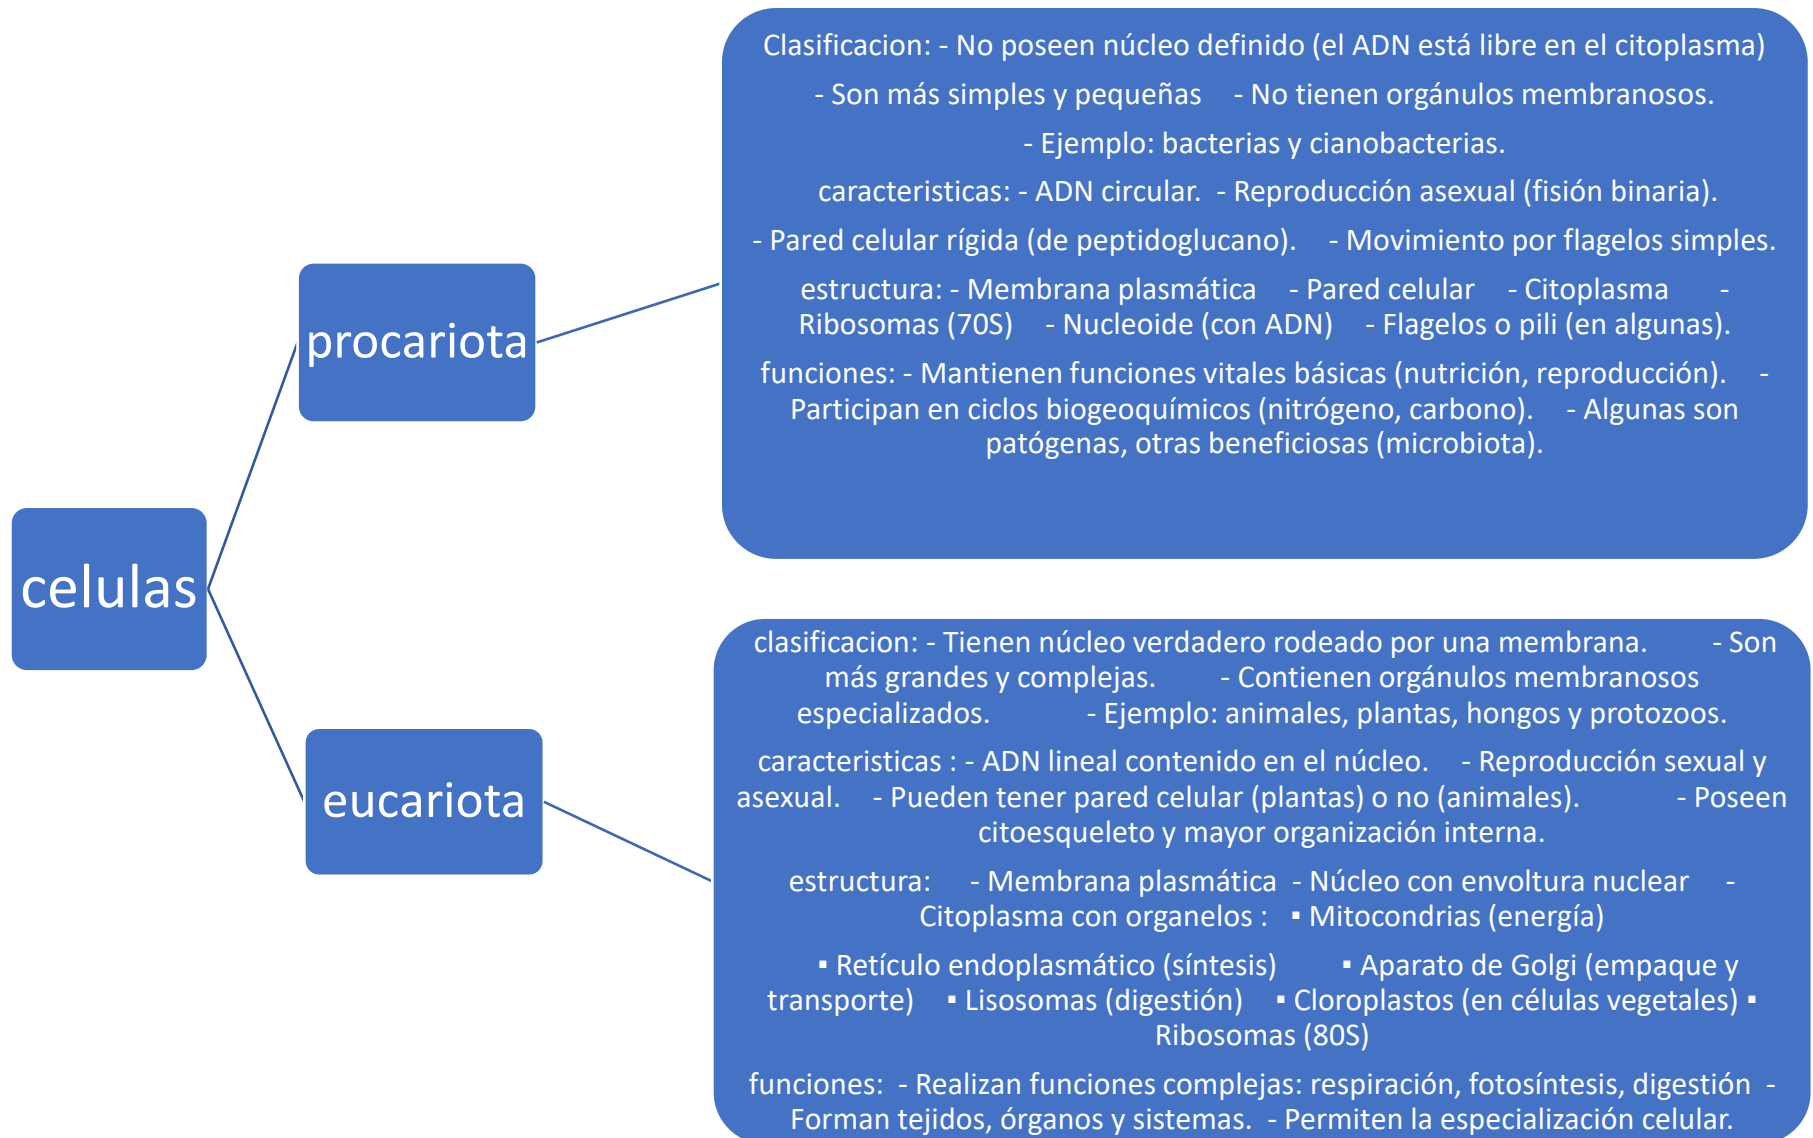 celulas
procariota
Clasificacion: - No poseen núcleo definido (el ADN está libre en el citoplasma)
- Son más simples y pequeñas - No tienen orgánulos membranosos.
- Ejemplo: bacterias y cianobacterias.
caracteristicas: - ADN circular. - Reproducción asexual (fisión binaria).
- Pared celular rígida (de peptidoglucano). - Movimiento por flagelos simples.
estructura: - Membrana plasmática - Pared celular - Citoplasma -
Ribosomas (70S) - Nucleoide (con ADN) - Flagelos o pili (en algunas).
funciones: - Mantienen funciones vitales básicas (nutrición, reproducción). -
Participan en ciclos biogeoquímicos (nitrógeno, carbono). - Algunas son
patógenas, otras beneficiosas (microbiota).
eucariota
clasificacion: - Tienen núcleo verdadero rodeado por una membrana. - Son
más grandes y complejas. - Contienen orgánulos membranosos
especializados. - Ejemplo: animales, plantas, hongos y protozoos.
caracteristicas : - ADN lineal contenido en el núcleo. - Reproducción sexual y
asexual. - Pueden tener pared celular (plantas) o no (animales). - Poseen
citoesqueleto y mayor organización interna.
estructura: - Membrana plasmática - Núcleo con envoltura nuclear -
Citoplasma con organelos : ▪ Mitocondrias (energía)
▪ Retículo endoplasmático (síntesis) ▪ Aparato de Golgi (empaque y
transporte) ▪ Lisosomas (digestión) ▪ Cloroplastos (en células vegetales) ▪
Ribosomas (80S)
funciones: - Realizan funciones complejas: respiración, fotosíntesis, digestión -
Forman tejidos, órganos y sistemas. - Permiten la especialización celular.